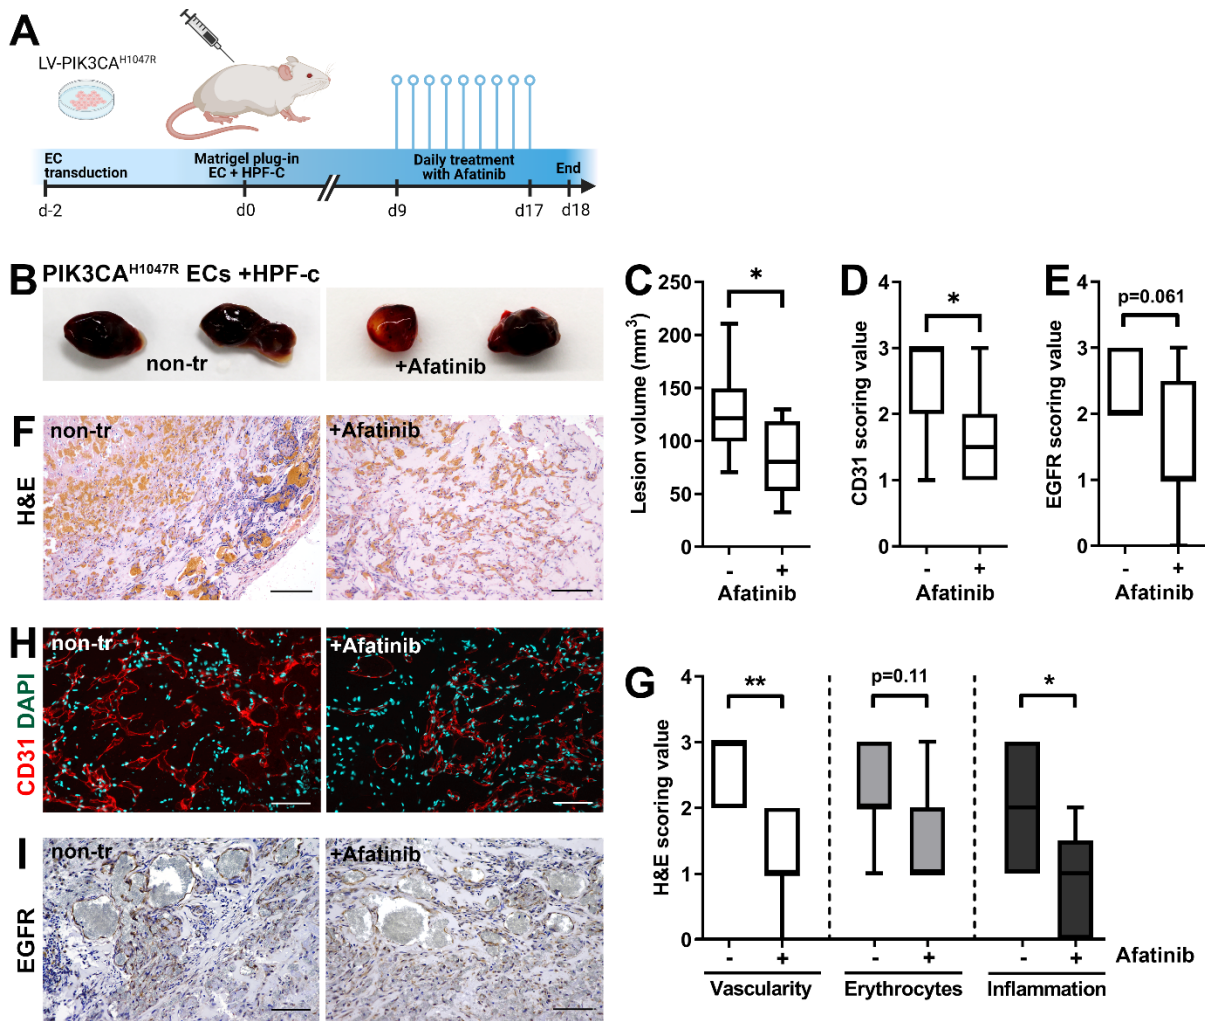 A
LV-PIK3CA^H1047R
EC transduction
Matrigel plug-in
EC + HPF-C
Daily treatment
with Afatinib
End
d-2
d0
d9
d17
d18
B
PIK3CA^H1047R ECs +HPF-c
non-tr
+Afatinib
C
Lesion volume (mm³)
250
200
150
100
50
0
*
- +
Afatinib
D
CD31 scoring value
4
3
2
1
0
*
- +
Afatinib
E
EGFR scoring value
4
3
2
1
0
p=0.061
- +
Afatinib
F
H&E
non-tr
+Afatinib
H
CD31 DAPI
non-tr
+Afatinib
I
EGFR
non-tr
+Afatinib
G
H&E scoring value
4
3
2
1
0
**
p=0.11
*
- + - + - + Afatinib
Vascularity Erythrocytes Inflammation